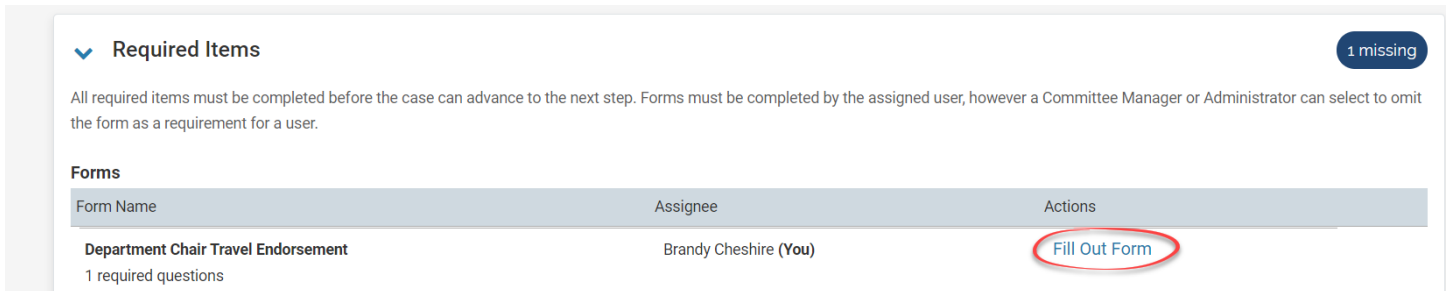 Required Items
1 missing
All required items must be completed before the case can advance to the next step. Forms must be completed by the assigned user, however a Committee Manager or Administrator can select to omit
the form as a requirement for a user.
Forms
Form Name Assignee Actions
Department Chair Travel Endorsement Brandy Cheshire (You) Fill Out Form
1 required questions